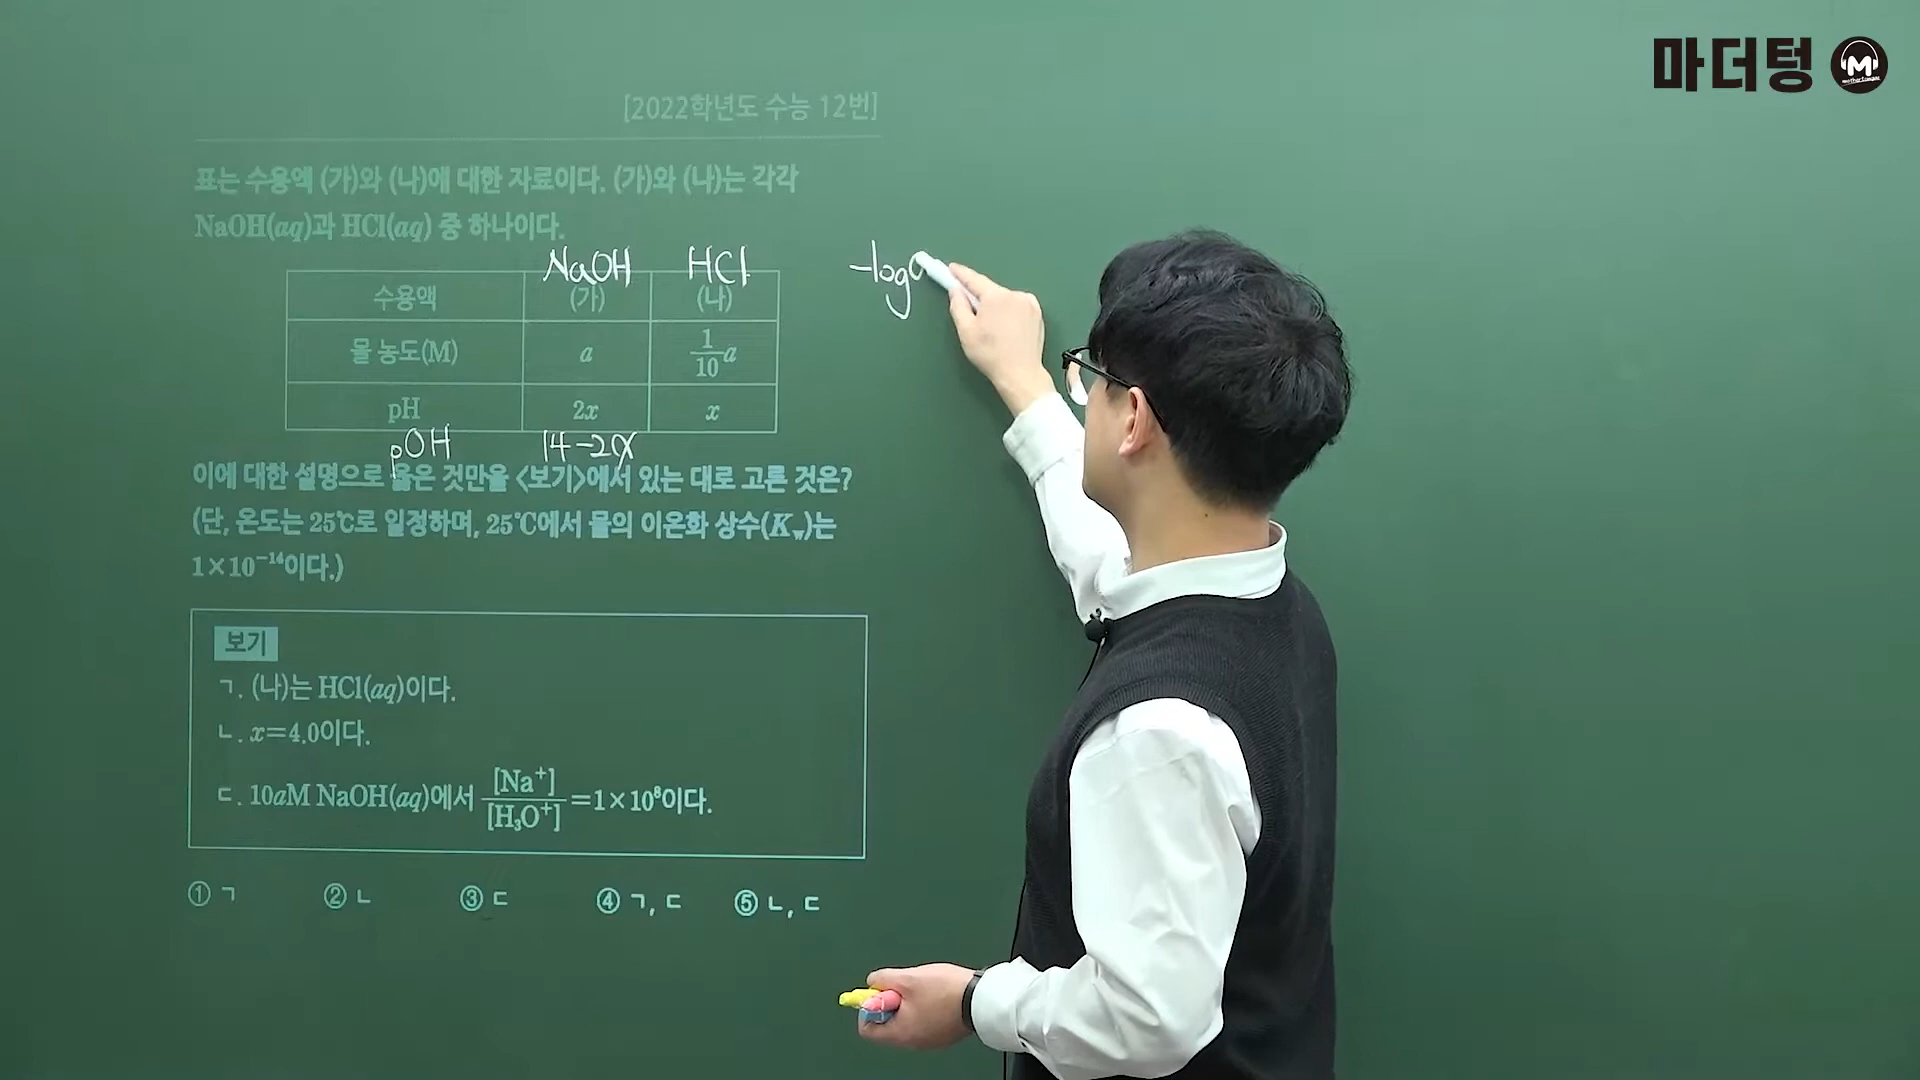 마더텅
[2022학년도 수능 12번]
표는 수용액 (가)와 (나)에 대한 자료이다. (가)와 (나)는 각각
NaOH(aq)과 HCl(aq) 중 하나이다.
NaOH HCl
수용액 (가) (나)
몰 농도(M) a 1/10 a
pH 2x x
pOH 14-2x
이에 대한 설명으로 옳은 것만을 <보기>에서 있는 대로 고른 것은?
(단, 온도는 25℃로 일정하며, 25℃에서 물의 이온화 상수(Kw)는
1×10⁻¹⁴이다.)
보기
ㄱ. (나)는 HCl(aq)이다.
ㄴ. x=4.0이다.
ㄷ. 10aM NaOH(aq)에서 [Na⁺]/[H₃O⁺]=1×10⁸이다.
① ㄱ ② ㄴ ③ ㄷ ④ ㄱ, ㄷ ⑤ ㄴ, ㄷ
-log